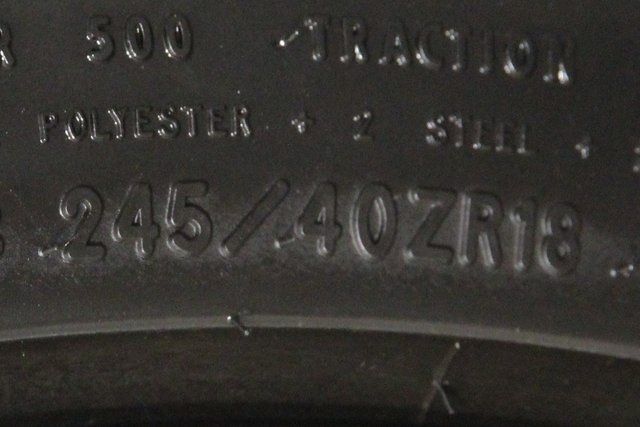 R 500 TRACTION
POLYESTER + 2 STEEL +
245/40ZR18